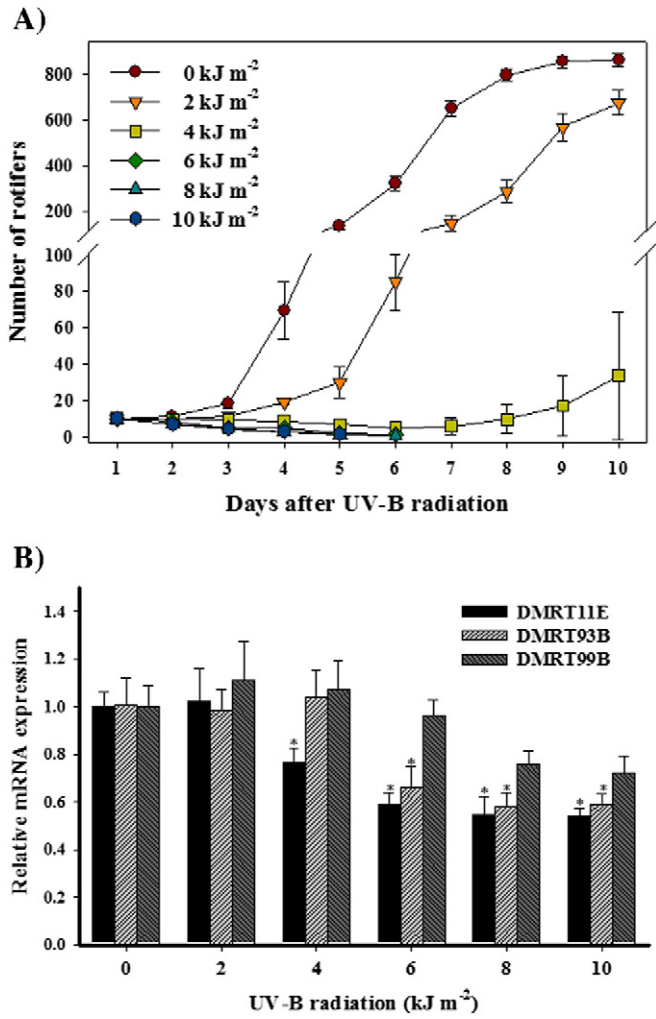 A)
0 kJ m⁻²
2 kJ m⁻²
4 kJ m⁻²
6 kJ m⁻²
8 kJ m⁻²
10 kJ m⁻²
800
600
400
200
100
80
60
40
20
0
Number of rotifers
1 2 3 4 5 6 7 8 9 10
Days after UV-B radiation
B)
DMRT11E
DMRT93B
DMRT99B
1.4
1.2
1.0
0.8
0.6
0.4
0.2
0.0
Relative mRNA expression
* * * * * * *
0 2 4 6 8 10
UV-B radiation (kJ m⁻²)